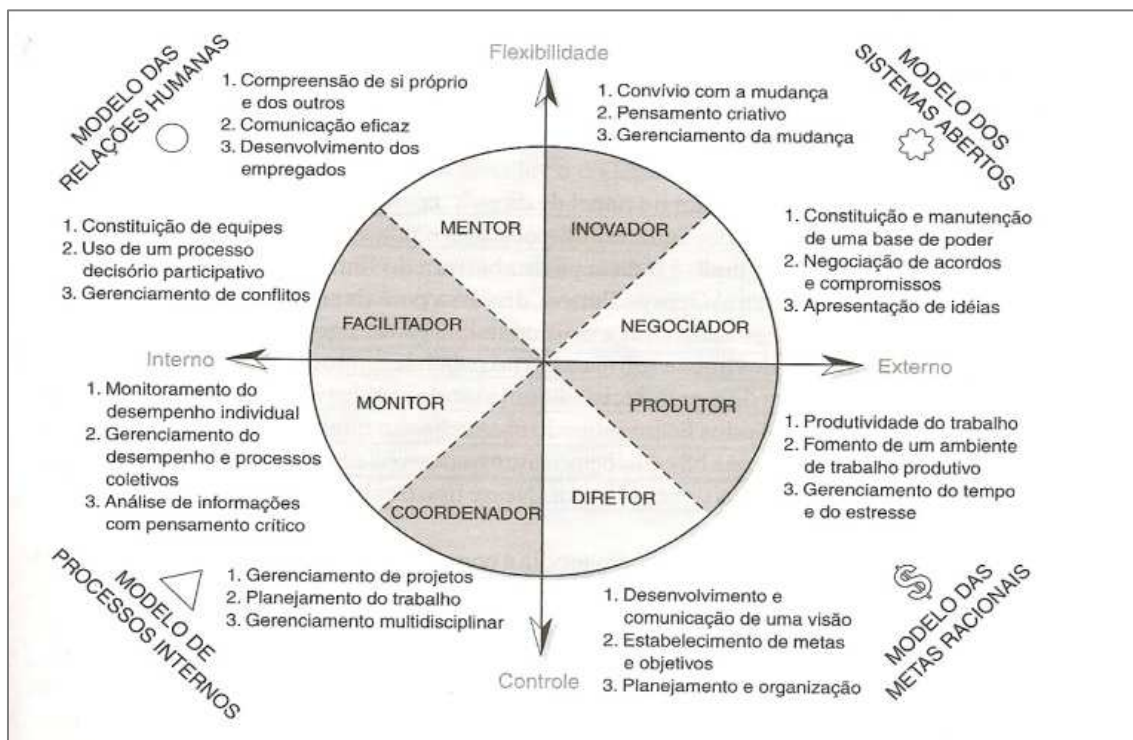 Flexibilidade
MODELO DAS
RELAÇÕES HUMANAS
1. Compreensão de si próprio
e dos outros
2. Comunicação eficaz
3. Desenvolvimento dos
empregados
1. Convívio com a mudança
2. Pensamento criativo
3. Gerenciamento da mudança
MODELO DOS
SISTEMAS ABERTOS
1. Constituição de equipes
2. Uso de um processo
decisório participativo
3. Gerenciamento de conflitos
MENTOR
INOVADOR
1. Constituição e manutenção
de uma base de poder
2. Negociação de acordos
e compromissos
3. Apresentação de idéias
FACILITADOR
NEGOCIADOR
Interno
Externo
1. Monitoramento do
desempenho individual
2. Gerenciamento do
desempenho e processos
coletivos
3. Análise de informações
com pensamento crítico
MONITOR
PRODUTOR
1. Produtividade do trabalho
2. Fomento de um ambiente
de trabalho produtivo
3. Gerenciamento do tempo
e do estresse
COORDENADOR
DIRETOR
MODELO DE
PROCESSOS INTERNOS
1. Gerenciamento de projetos
2. Planejamento do trabalho
3. Gerenciamento multidisciplinar
1. Desenvolvimento e
comunicação de uma visão
2. Estabelecimento de metas
e objetivos
3. Planejamento e organização
MODELO DAS
METAS RACIONAIS
Controle